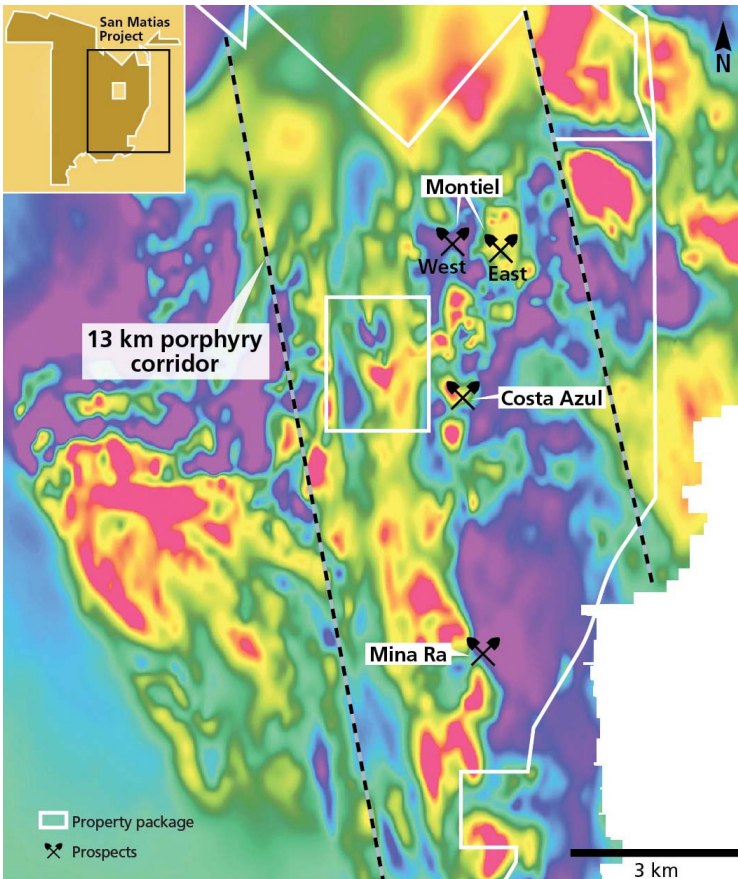 San Matias
Project
N
Montiel
West
East
13 km porphyry
corridor
Costa Azul
Mina Ra
Property package
Prospects
3 km